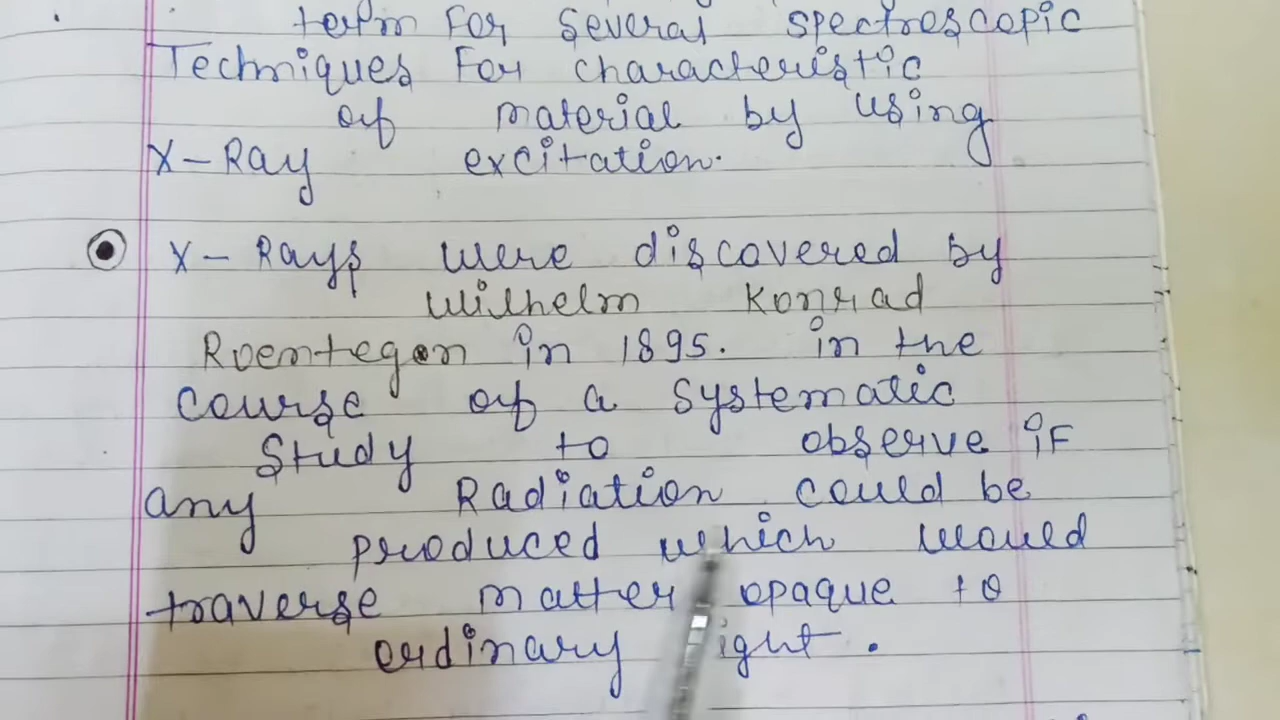 term For several spectroscopic
Techniques For characteristic
of material by using
X-Ray excitation.
X-Rays were discovered by
Wilhelm Konrad
Roentegon in 1895. in the
course of a systematic
Study to observe if
any Radiation could be
produced which would
traverse matter opaque to
ordinary ight.